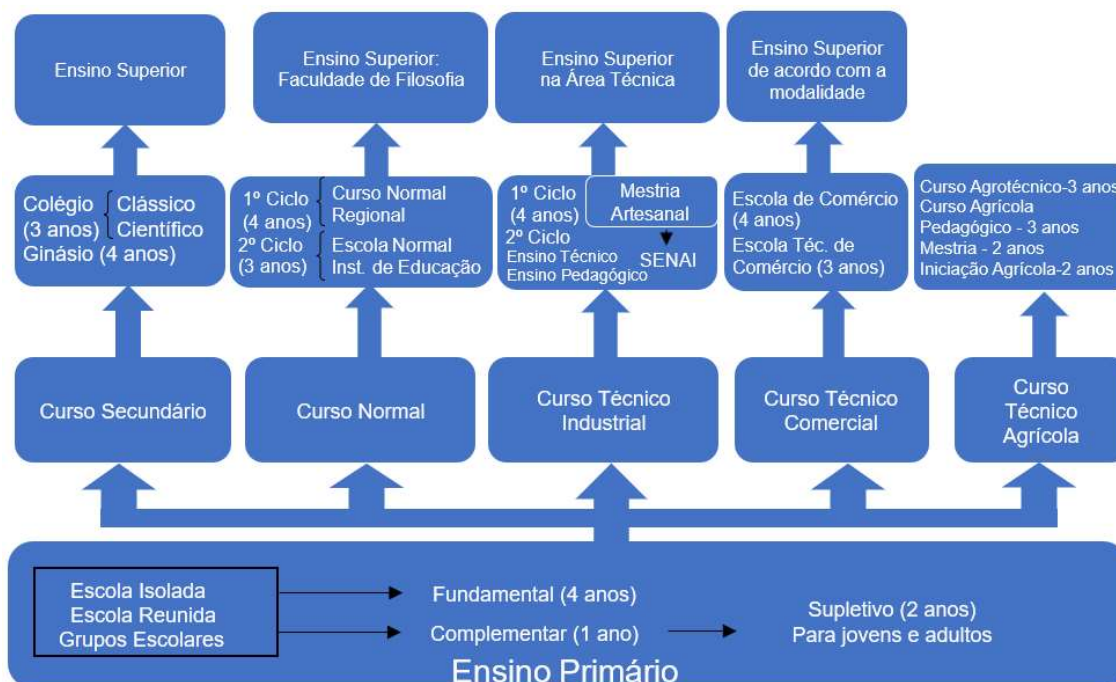 Ensino Superior
Ensino Superior:
Faculdade de Filosofia
Ensino Superior
na Área Técnica
Ensino Superior
de acordo com a
modalidade
Colégio
(3 anos)
Clássico
Científico
Ginásio (4 anos)
1º Ciclo
(4 anos)
Curso Normal
Regional
2º Ciclo
(3 anos)
Escola Normal
Inst. de Educação
1º Ciclo
(4 anos)
Mestria
Artesanal
2º Ciclo
Ensino Técnico
Ensino Pedagógico
SENAI
Escola de Comércio
(4 anos)
Escola Téc. de
Comércio (3 anos)
Curso Agrotécnico-3 anos
Curso Agrícola
Pedagógico - 3 anos
Mestria - 2 anos
Iniciação Agrícola-2 anos
Curso Secundário
Curso Normal
Curso Técnico
Industrial
Curso Técnico
Comercial
Curso
Técnico
Agrícola
Escola Isolada
Escola Reunida
Grupos Escolares
Fundamental (4 anos)
Complementar (1 ano)
Supletivo (2 anos)
Para jovens e adultos
Ensino Primário